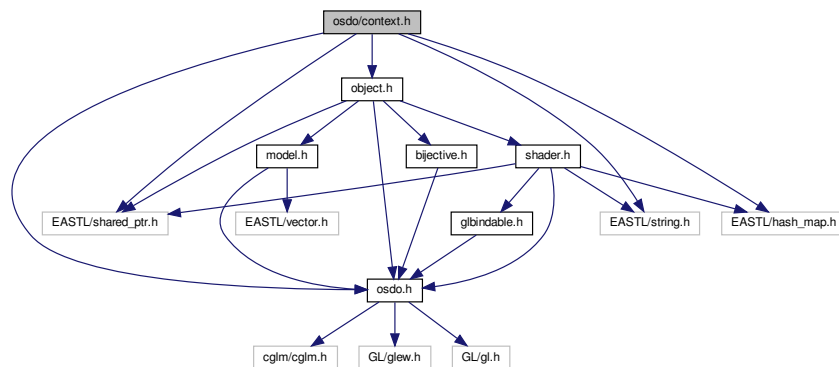 osdo/context.h
object.h
model.h
bijective.h
shader.h
EASTL/shared_ptr.h
EASTL/vector.h
glbindable.h
EASTL/string.h
EASTL/hash_map.h
osdo.h
cglm/cglm.h
GL/glew.h
GL/gl.h